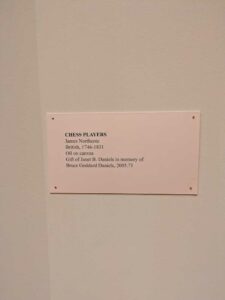 CHESS PLAYERS
James Northcote
British, 1746-1831
Oil on canvas
Gift of Janet B. Daniels in memory of
Bruce Goddard Daniels, 2005.73